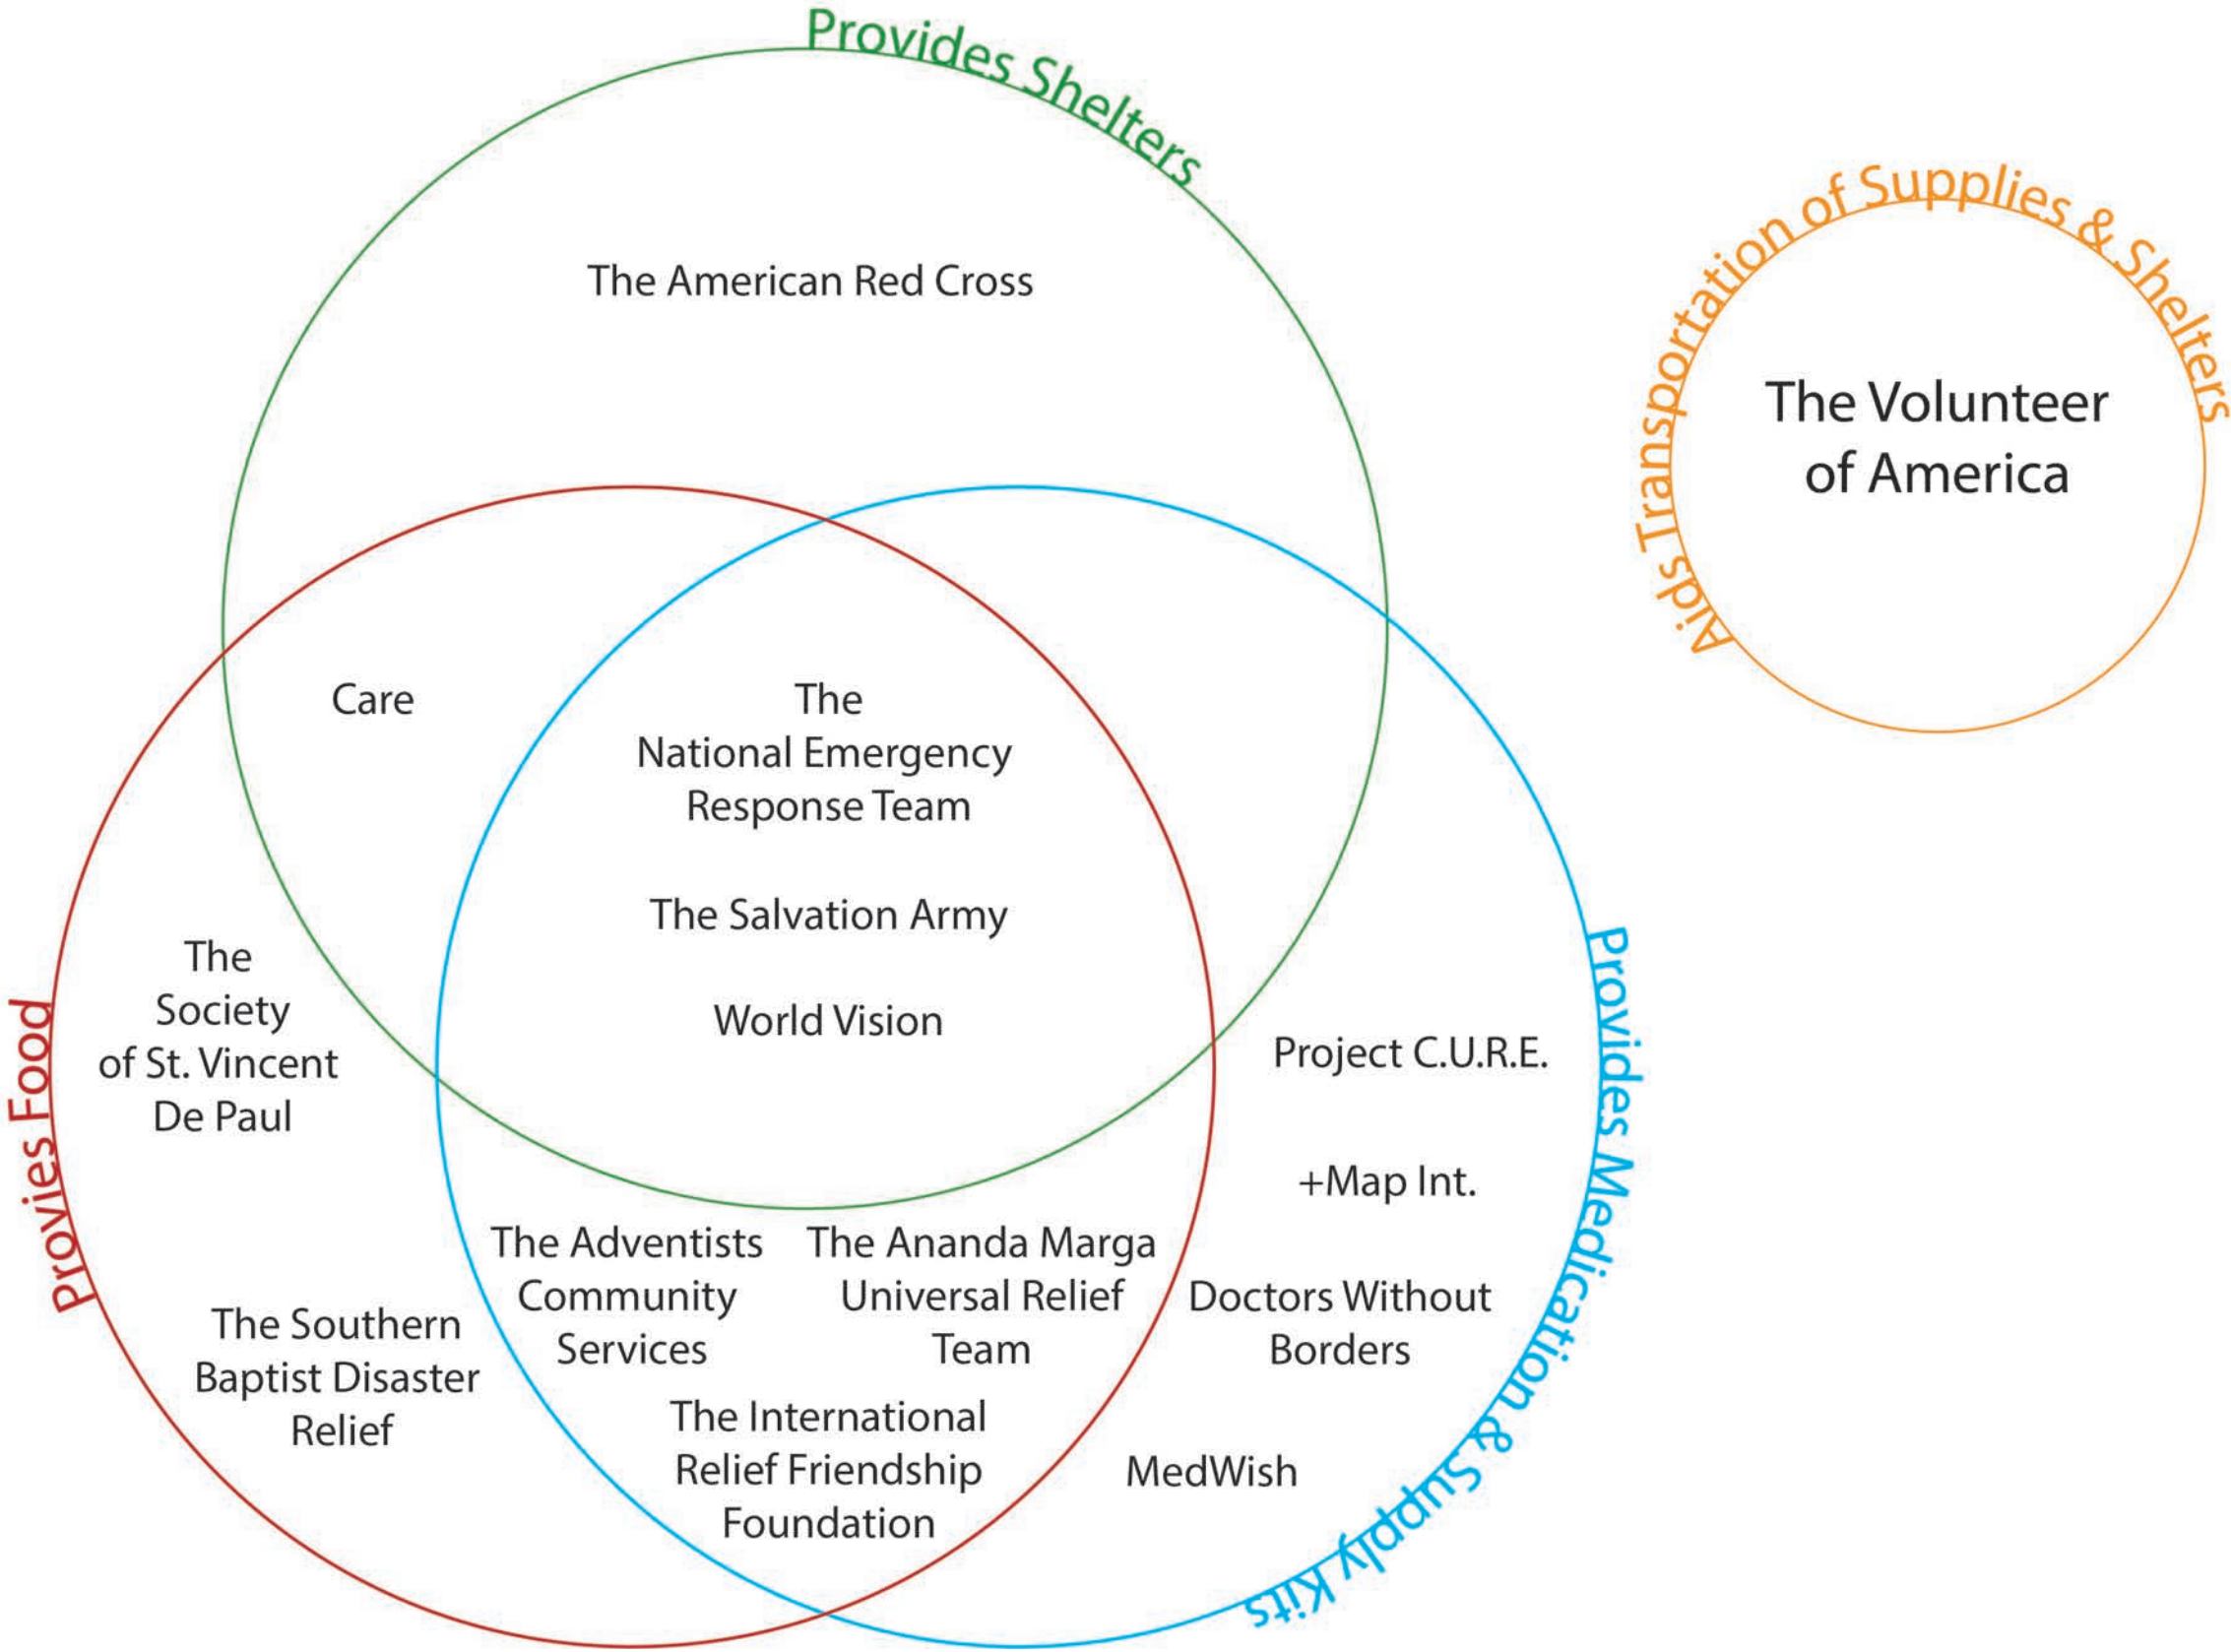 Provides Shelters
The American Red Cross
Aids Transportation of Supplies & Shelters
The Volunteer
of America
Care
The
National Emergency
Response Team
The Salvation Army
World Vision
Provies Food
The
Society
of St. Vincent
De Paul
The Southern
Baptist Disaster
Relief
The Adventists
Community
Services
The Ananda Marga
Universal Relief
Team
The International
Relief Friendship
Foundation
Provides Medication & Supply Kits
Project C.U.R.E.
+Map Int.
Doctors Without
Borders
MedWish